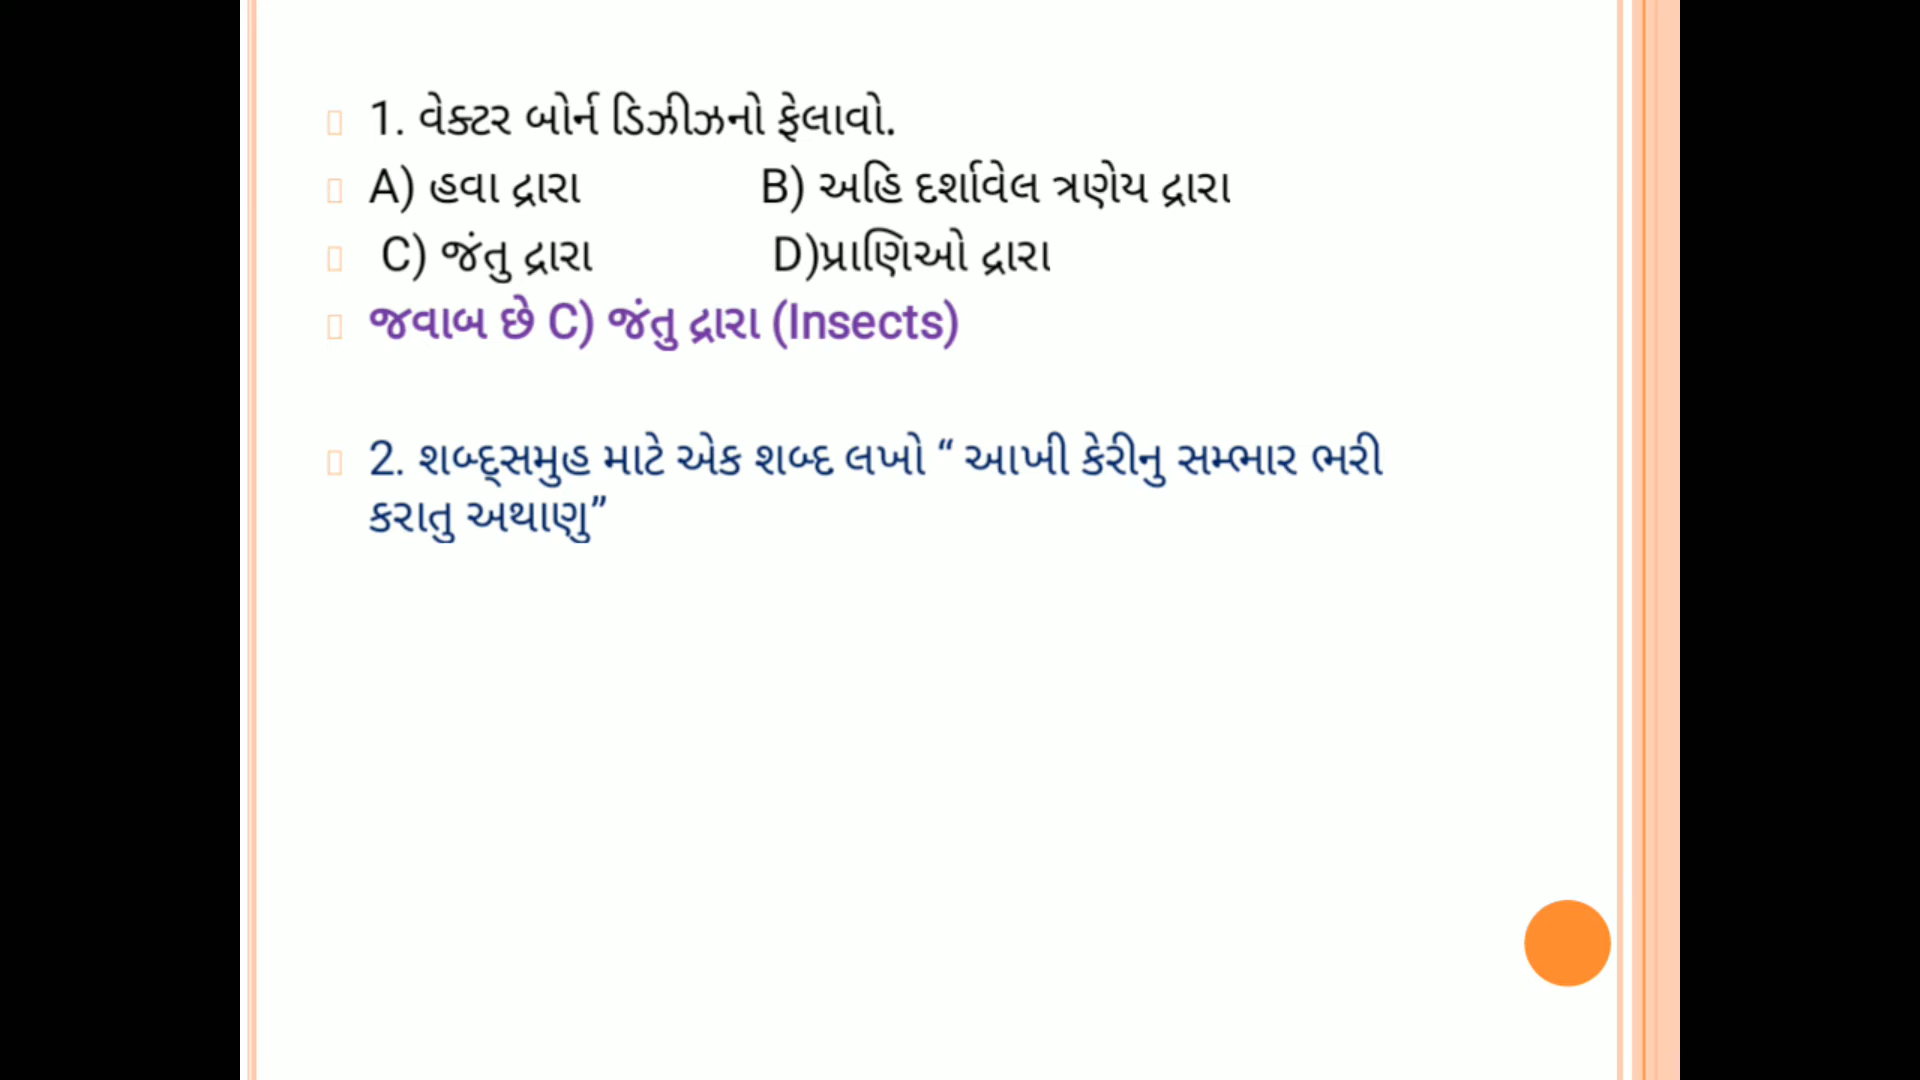 1. વેક્ટર બોર્ન ડિઝીઝનો ફેલાવો.
A) હવા દ્રારા B) અહિ દર્શાવેલ ત્રણેય દ્રારા
C) જંતુ દ્રારા D)પ્રાણિઓ દ્રારા
જવાબ છે C) જંતુ દ્રારા (Insects)
2. શબ્દ્સમુહ માટે એક શબ્દ લખો “ આખી કેરીનુ સમ્ભાર ભરી
કરાતુ અથાણુ”